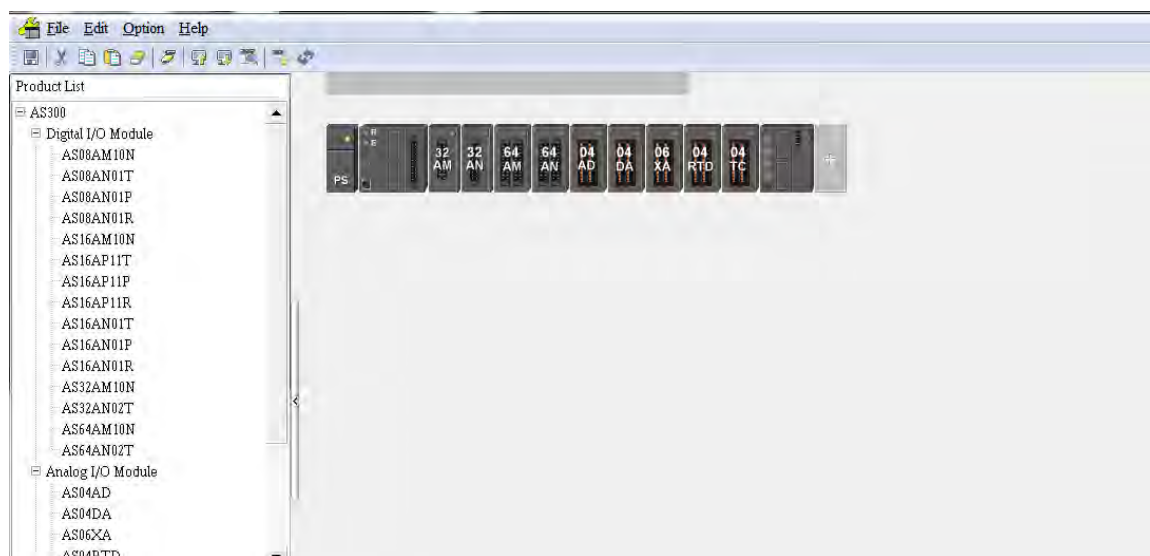 File Edit Option Help
Product List
AS300
Digital I/O Module
AS08AM10N
AS08AN01T
AS08AN01P
AS08AN01R
AS16AM10N
AS16AP11T
AS16AP11P
AS16AP11R
AS16AN01T
AS16AN01P
AS16AN01R
AS32AM10N
AS32AN02T
AS64AM10N
AS64AN02T
Analog I/O Module
AS04AD
AS04DA
AS06XA
AS04RTD
32 32 64 64 04 04 06 04 04
PS AM AN AM AN AD DA XA RTD TC